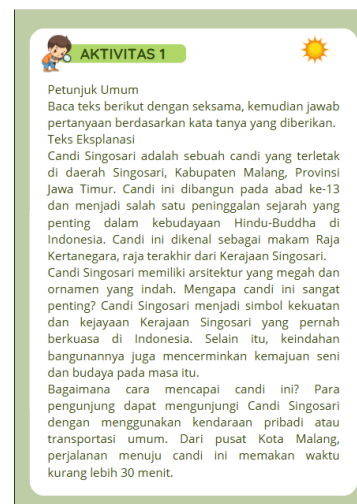 AKTIVITAS 1
Petunjuk Umum
Baca teks berikut dengan seksama, kemudian jawab
pertanyaan berdasarkan kata tanya yang diberikan.
Teks Eksplanasi
Candi Singosari adalah sebuah candi yang terletak
di daerah Singosari, Kabupaten Malang, Provinsi
Jawa Timur. Candi ini dibangun pada abad ke-13
dan menjadi salah satu peninggalan sejarah yang
penting dalam kebudayaan Hindu-Buddha di
Indonesia. Candi ini dikenal sebagai makam Raja
Kertanegara, raja terakhir dari Kerajaan Singosari.
Candi Singosari memiliki arsitektur yang megah dan
ornamen yang indah. Mengapa candi ini sangat
penting? Candi Singosari menjadi simbol kekuatan
dan kejayaan Kerajaan Singosari yang pernah
berkuasa di Indonesia. Selain itu, keindahan
bangunannya juga mencerminkan kemajuan seni
dan budaya pada masa itu.
Bagaimana cara mencapai candi ini? Para
pengunjung dapat mengunjungi Candi Singosari
dengan menggunakan kendaraan pribadi atau
transportasi umum. Dari pusat Kota Malang,
perjalanan menuju candi ini memakan waktu
kurang lebih 30 menit.